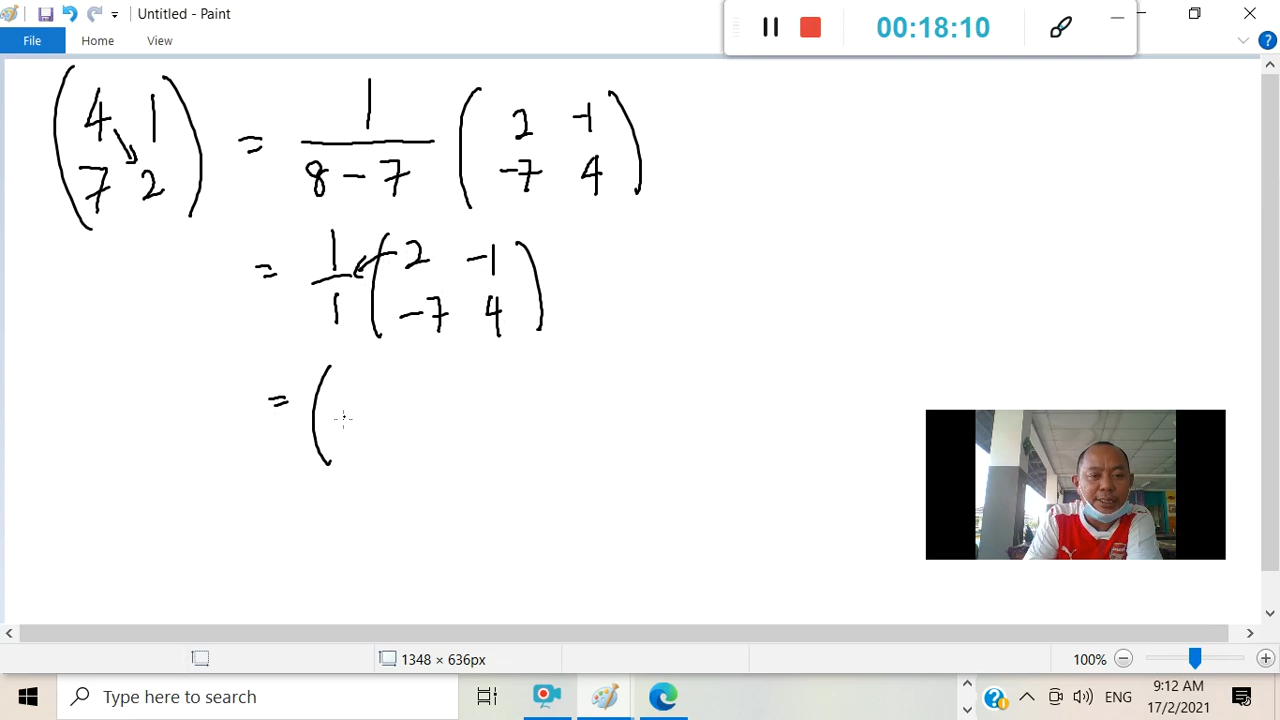 Untitled - Paint
00:18:10
File Home View
4 1 1 2 -1
7 2 = 8 - 7 -7 4
= 1 2 -1
1 -7 4
= (
1348 × 636px 100%
Type here to search ENG 9:12 AM
17/2/2021